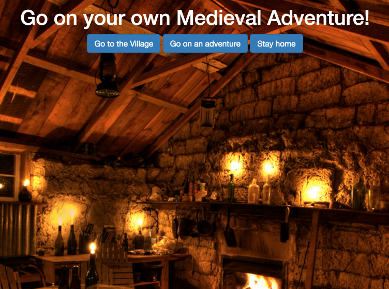 Go on your own Medieval Adventure!
Go to the Village
Go on an adventure
Stay home